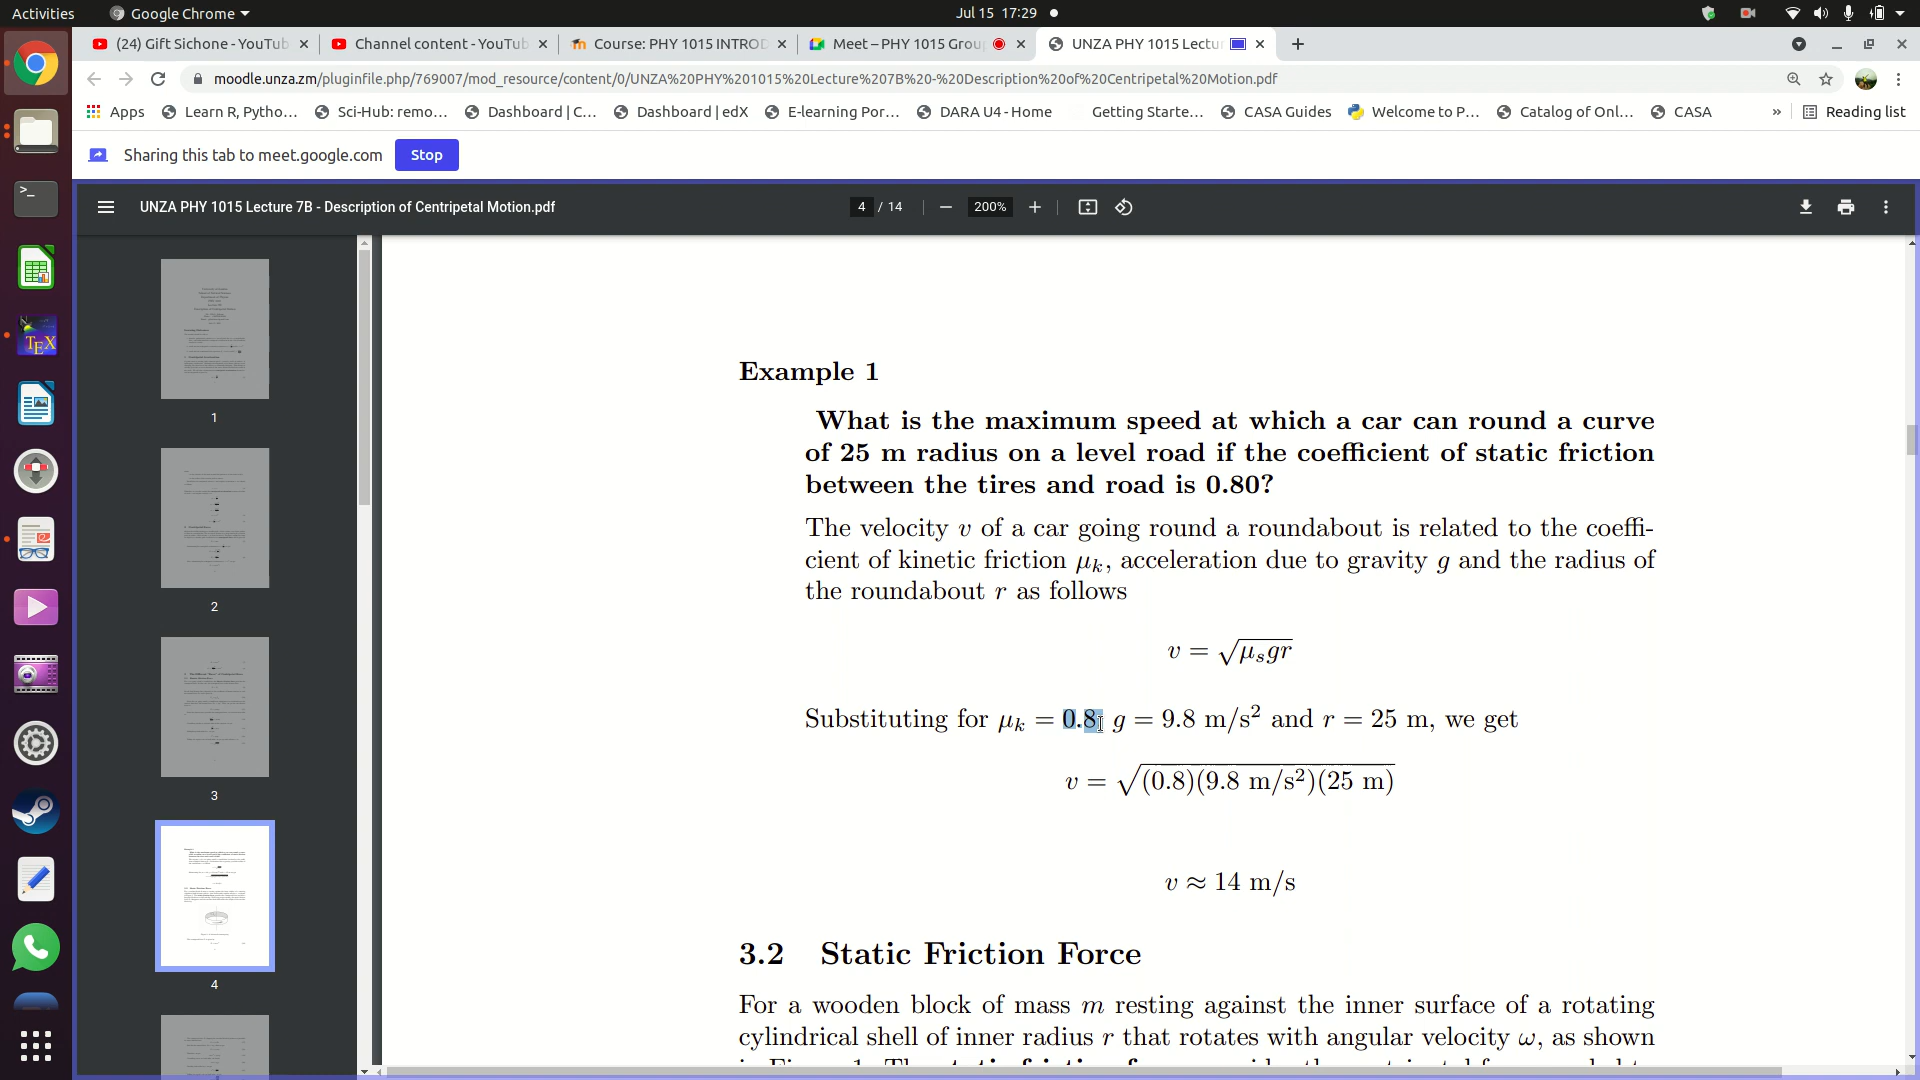 Activities
Google Chrome
Jul 15 17:29
(24) Gift Sichone - YouTub
Channel content - YouTub
Course: PHY 1015 INTROD
Meet – PHY 1015 Grou
UNZA PHY 1015 Lectur
moodle.unza.zm/pluginfile.php/769007/mod_resource/content/0/UNZA%20PHY%201015%20Lecture%207B%20-%20Description%20of%20Centripetal%20Motion.pdf
Apps
Learn R, Pytho...
Sci-Hub: remo...
Dashboard | C...
Dashboard | edX
E-learning Por...
DARA U4 - Home
Getting Starte...
CASA Guides
Welcome to P...
Catalog of Onl...
CASA
»
Reading list
Sharing this tab to meet.google.com
Stop
UNZA PHY 1015 Lecture 7B - Description of Centripetal Motion.pdf
4 / 14
200%
1
2
3
4
Example 1
What is the maximum speed at which a car can round a curve
of 25 m radius on a level road if the coefficient of static friction
between the tires and road is 0.80?
The velocity v of a car going round a roundabout is related to the coeffi-
cient of kinetic friction μk, acceleration due to gravity g and the radius of
the roundabout r as follows
v = √μsgr
Substituting for μk = 0.8, g = 9.8 m/s² and r = 25 m, we get
v = √(0.8)(9.8 m/s²)(25 m)
v ≈ 14 m/s
3.2 Static Friction Force
For a wooden block of mass m resting against the inner surface of a rotating
cylindrical shell of inner radius r that rotates with angular velocity ω, as shown
TEX